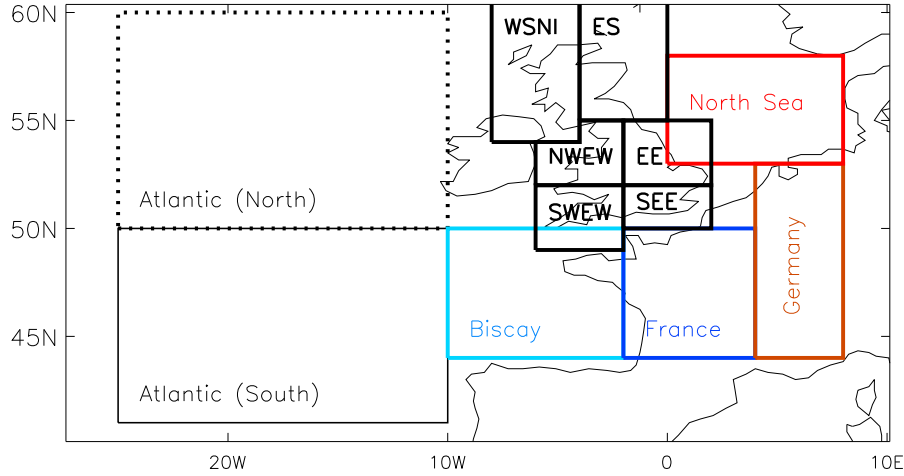 60N
WSNI ES
North Sea
55N
NWEW EE
Atlantic (North)
SWEW SEE
50N
Germany
45N
Biscay France
Atlantic (South)
20W 10W 0 10E